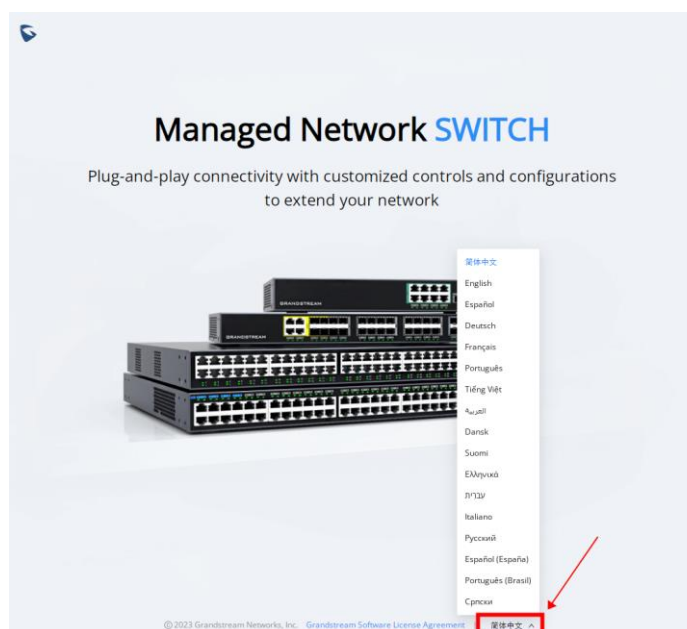 Managed Network SWITCH
Plug-and-play connectivity with customized controls and configurations
to extend your network
GRANDSTREAM
GRANDSTREAM
简体中文
English
Español
Deutsch
Français
Português
Tiếng Việt
العربية
Dansk
Suomi
Ελληνικά
עברית
Italiano
Русский
Español (España)
Português (Brasil)
Српски
© 2023 Grandstream Networks, Inc. Grandstream Software License Agreement 简体中文